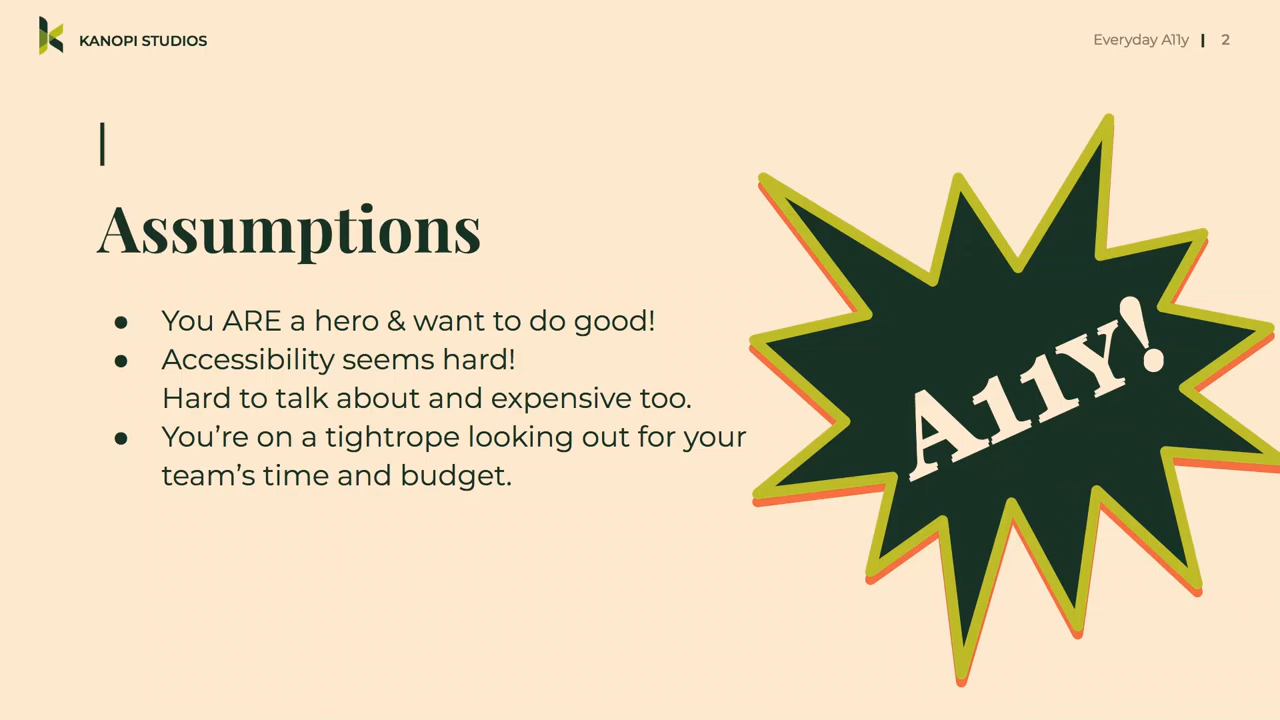 KANOPI STUDIOS
Everyday A11y | 2
Assumptions
● You ARE a hero & want to do good!
● Accessibility seems hard!
Hard to talk about and expensive too.
● You’re on a tightrope looking out for your
team’s time and budget.
A11Y!